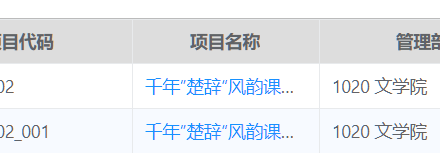 项目代码 项目名称 管理部
02 千年“楚辞”风韵课... 1020 文学院
02_001 千年“楚辞”风韵课... 1020 文学院